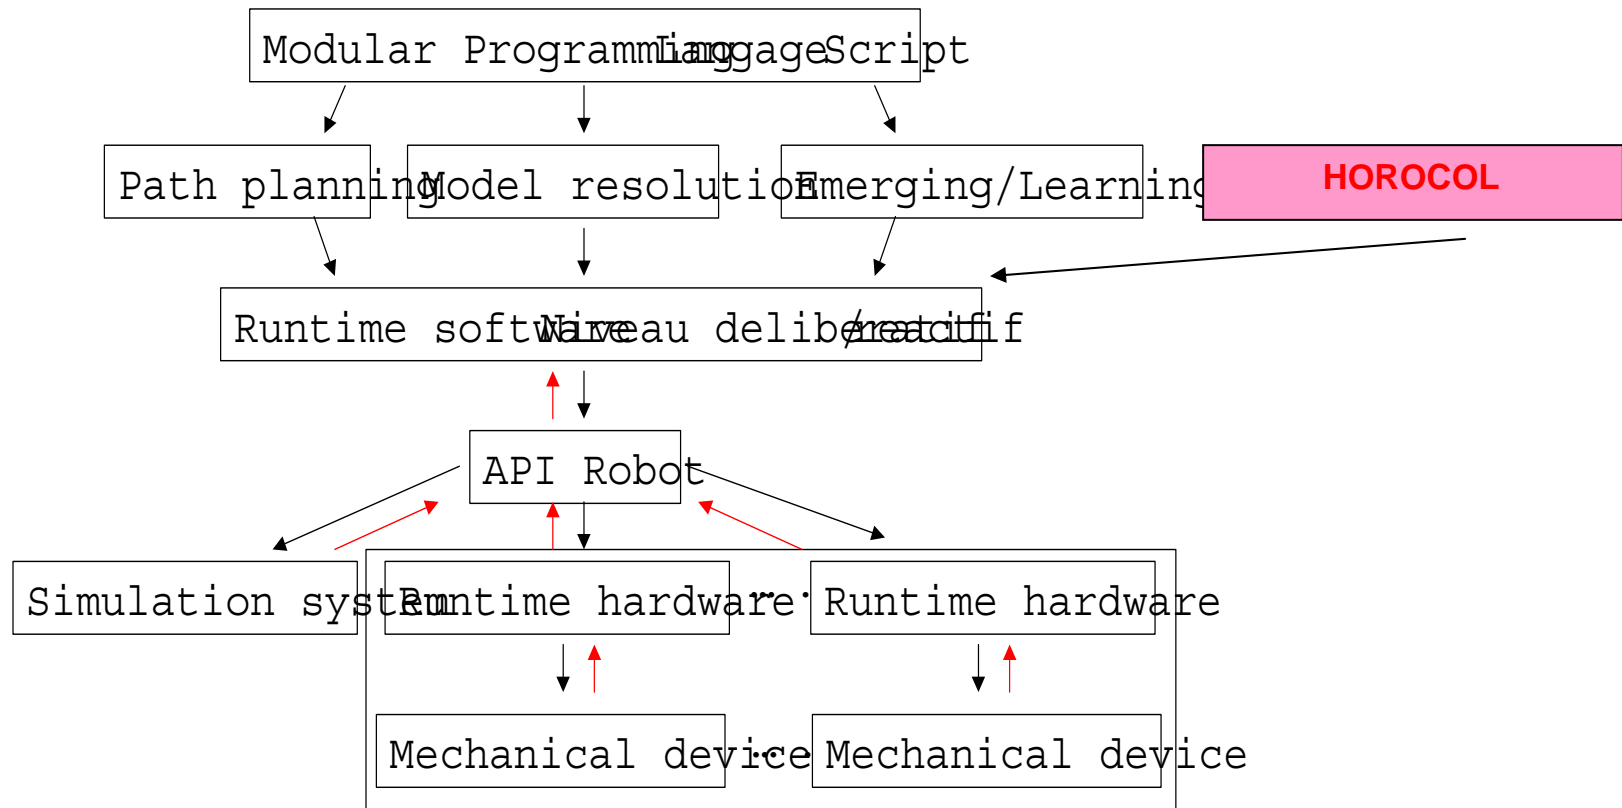 Modular Programming Langage Script
Path planning
Model resolution
Emerging/Learning
HOROCOL
Runtime software Niveau deliberatif /reactif
API Robot
Simulation system
Runtime hardware
... .
Runtime hardware
Mechanical device
... .
Mechanical device